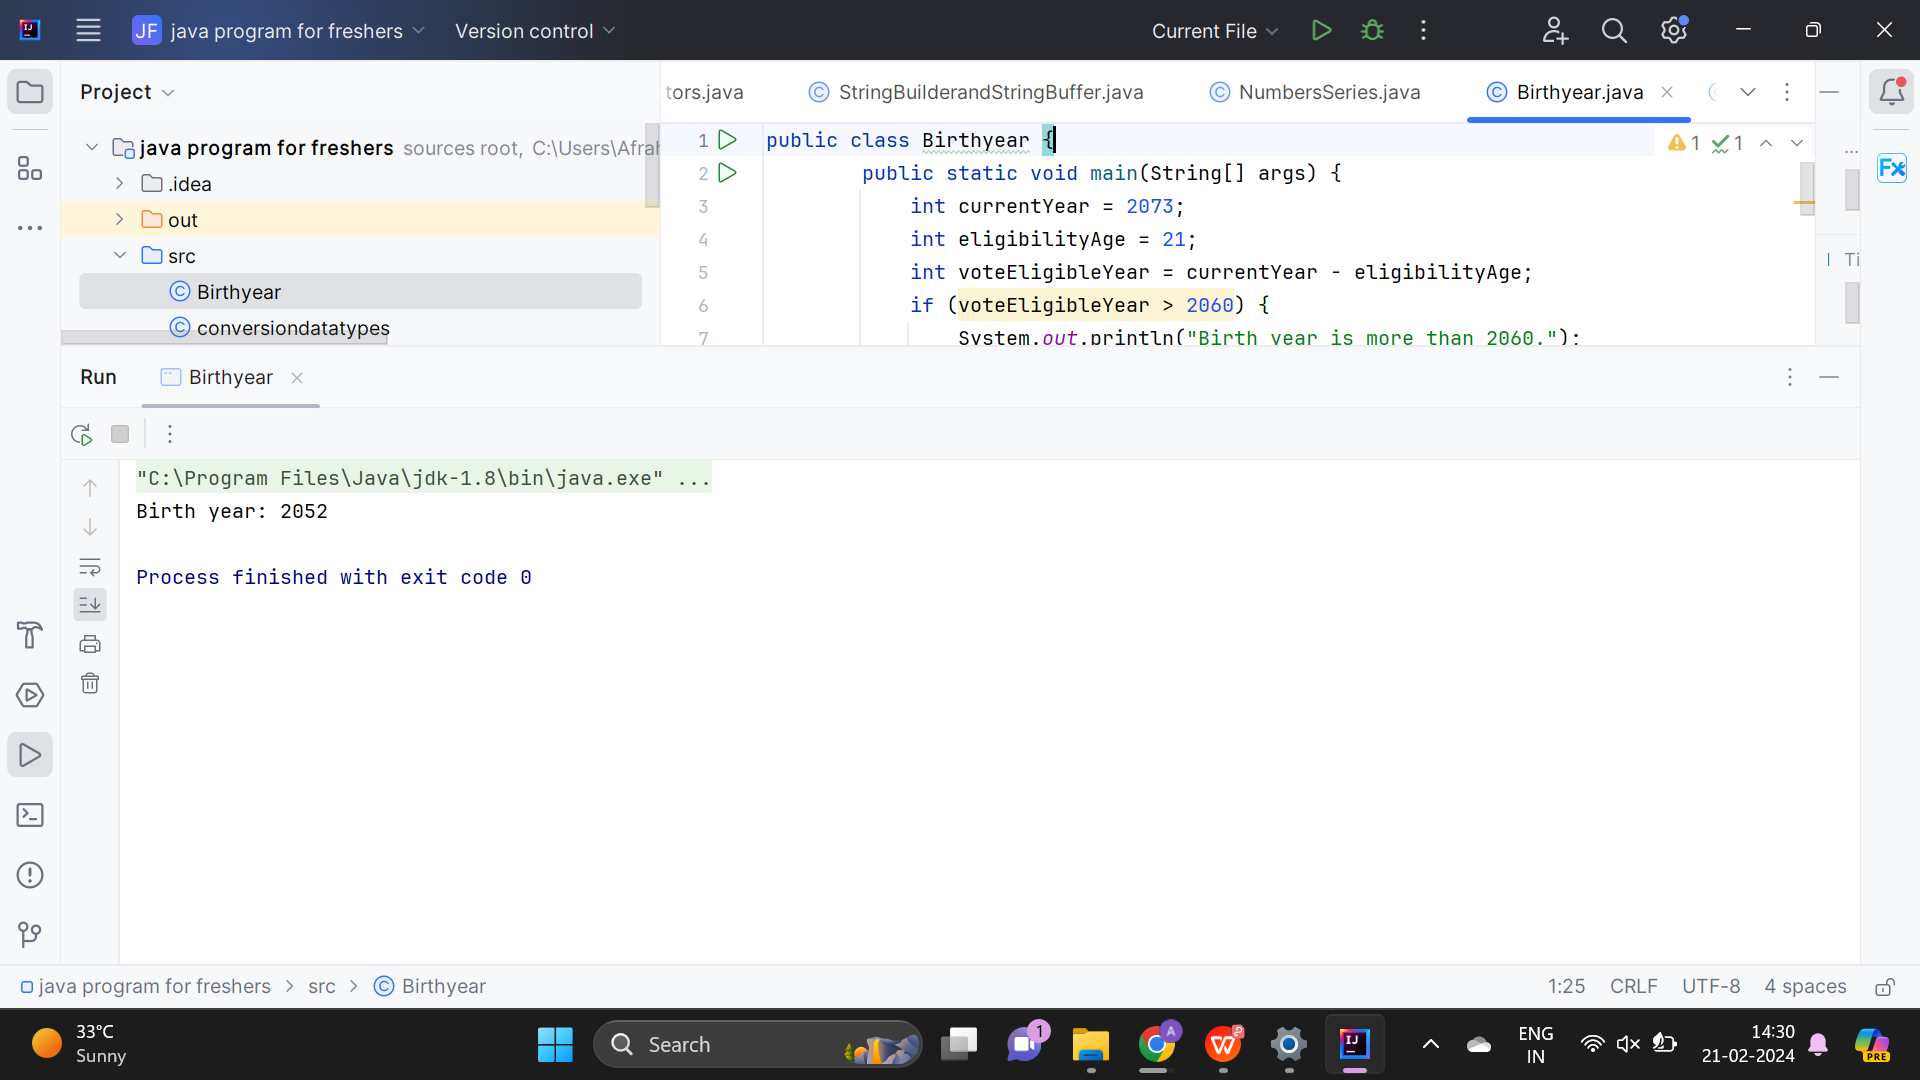 JF java program for freshers Version control Current File
Project
tors.java StringBuilderandStringBuffer.java NumbersSeries.java Birthyear.java
java program for freshers sources root, C:\Users\Afrah
.idea
out
src
Birthyear
conversiondatatypes
1 public class Birthyear {
2 public static void main(String[] args) {
3 int currentYear = 2073;
4 int eligibilityAge = 21;
5 int voteEligibleYear = currentYear - eligibilityAge;
6 if (voteEligibleYear > 2060) {
7 System.out.println("Birth year is more than 2060.");
1 1
Ti
Run Birthyear
"C:\Program Files\Java\jdk-1.8\bin\java.exe" ...
Birth year: 2052
Process finished with exit code 0
java program for freshers > src > Birthyear
1:25 CRLF UTF-8 4 spaces
33°C
Sunny
Search
1
A
ENG
IN
14:30
21-02-2024
PRE